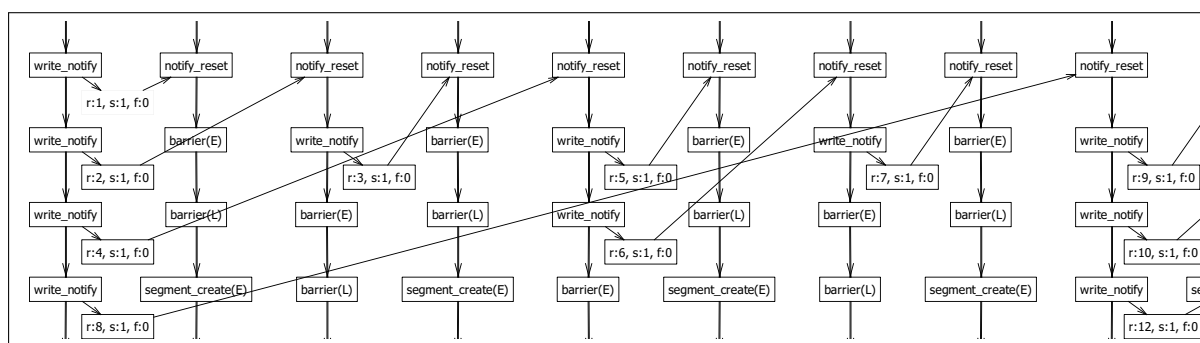 write_notify
notify_reset
notify_reset
notify_reset
notify_reset
notify_reset
notify_reset
notify_reset
notify_reset
r:1, s:1, f:0
write_notify
barrier(E)
write_notify
barrier(E)
write_notify
barrier(E)
write_notify
barrier(E)
write_notify
r:2, s:1, f:0
r:3, s:1, f:0
r:5, s:1, f:0
r:7, s:1, f:0
r:9, s:1, f:0
write_notify
barrier(L)
barrier(E)
barrier(L)
write_notify
barrier(L)
barrier(E)
barrier(L)
write_notify
r:4, s:1, f:0
r:6, s:1, f:0
r:10, s:1, f:0
write_notify
segment_create(E)
barrier(L)
segment_create(E)
barrier(E)
segment_create(E)
barrier(L)
segment_create(E)
write_notify
se
r:8, s:1, f:0
r:12, s:1, f:0